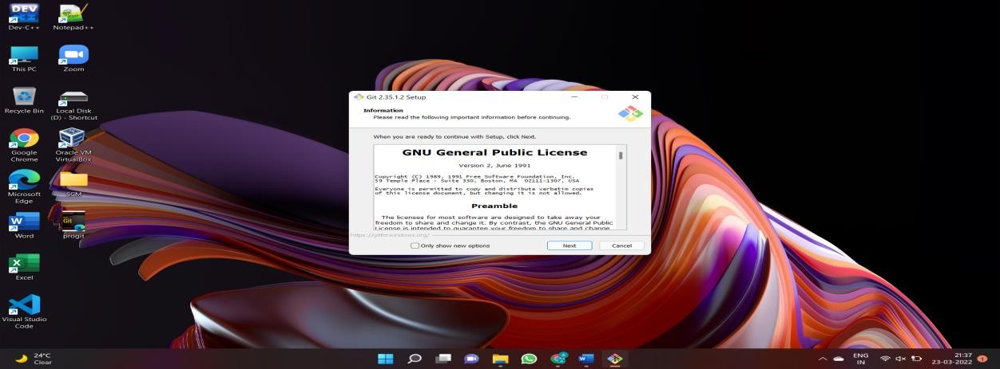 DEV
Dev-C++
Notepad++
This PC
Zoom
Recycle Bin
Local Disk
(D) - Shortcut
Google
Chrome
Oracle VM
VirtualBox
Microsoft
Edge
SCM
W
Word
Git
progit
X
Excel
Visual Studio
Code
Git 2.35.1.2 Setup
Information
Please read the following important information before continuing.
When you are ready to continue with Setup, click Next.
GNU General Public License
Version 2, June 1991
Copyright (C) 1989, 1991 Free Software Foundation, Inc.
59 Temple Place - Suite 330, Boston, MA 02111-1307, USA
Everyone is permitted to copy and distribute verbatim copies
of this license document, but changing it is not allowed.
Preamble
The licenses for most software are designed to take away your
freedom to share and change it. By contrast, the GNU General Public
License is intended to guarantee your freedom to share and change
https://gitforwindows.org/
Only show new options
Next
Cancel
24°C
Clear
W
ENG
IN
21:37
23-03-2022
1